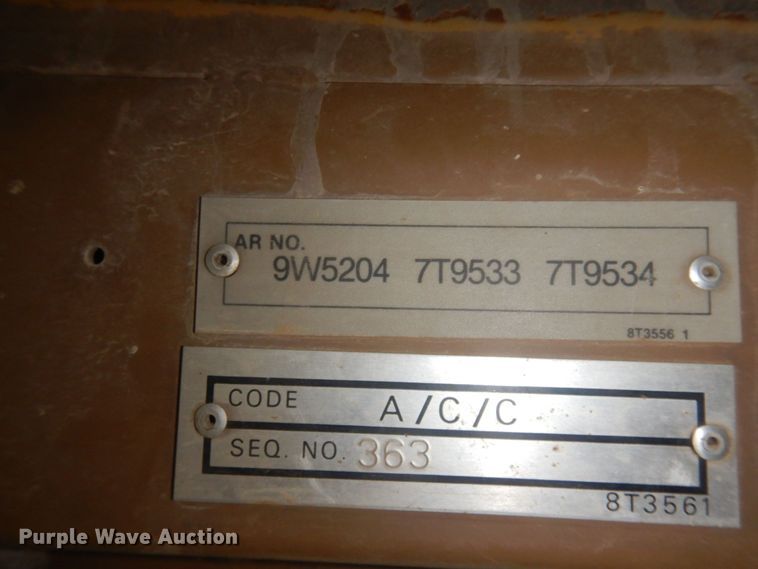 AR NO.
9W5204 7T9533 7T9534
8T3556 1
CODE A/C/C
SEQ. NO. 363
8T3561
Purple Wave Auction®